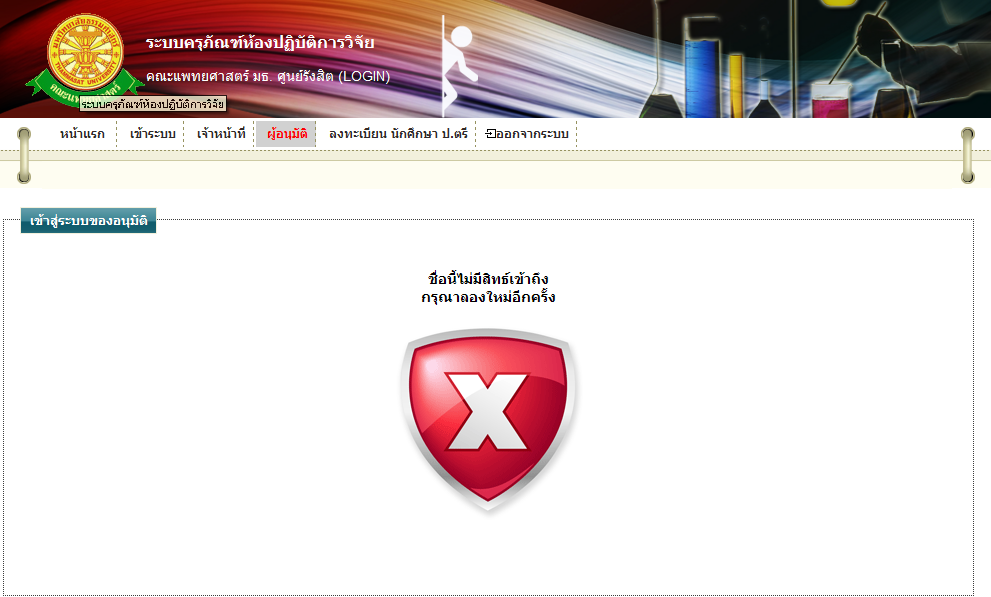 ระบบครุภัณฑ์ห้องปฏิบัติการวิจัย
คณะแพทยศาสตร์ มธ. ศูนย์รังสิต (LOGIN)
ระบบครุภัณฑ์ห้องปฏิบัติการวิจัย
หน้าแรก เข้าระบบ เจ้าหน้าที่ ผู้อนุมัติ ลงทะเบียน นักศึกษา ป.ตรี ออกจากระบบ
เข้าสู่ระบบของอนุมัติ
ชื่อนี้ไม่มีสิทธ์เข้าถึง
กรุณาลองใหม่อีกครั้ง